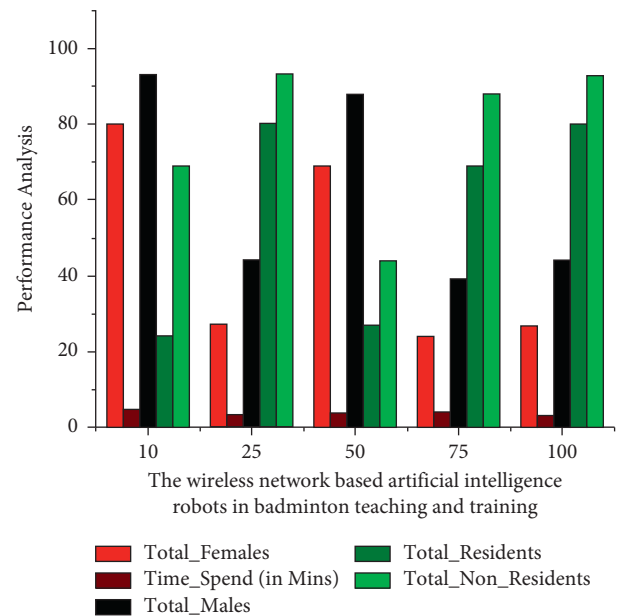 Performance Analysis
100
80
60
40
20
0
10 25 50 75 100
The wireless network based artificial intelligence
robots in badminton teaching and training
Total_Females
Time_Spend (in Mins)
Total_Males
Total_Residents
Total_Non_Residents